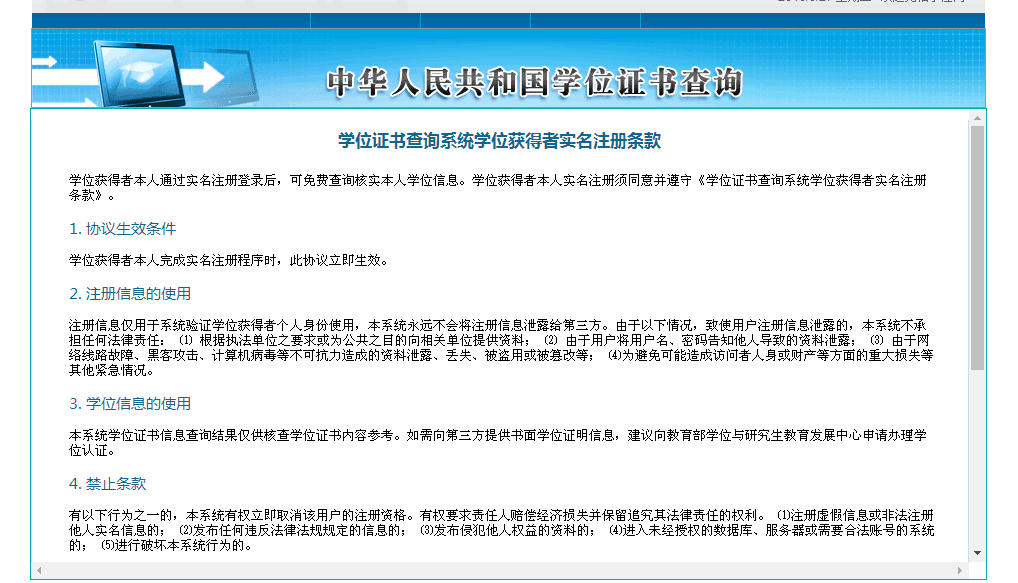 中华人民共和国学位证书查询
学位证书查询系统学位获得者实名注册条款
学位获得者本人通过实名注册登录后，可免费查询核实本人学位信息。学位获得者本人实名注册须同意并遵守《学位证书查询系统学位获得者实名注册
条款》。
1. 协议生效条件
学位获得者本人完成实名注册程序时，此协议立即生效。
2. 注册信息的使用
注册信息仅用于系统验证学位获得者个人身份使用，本系统永远不会将注册信息泄露给第三方。由于以下情况，致使用户注册信息泄露的，本系统不承
担任何法律责任： ⑴ 根据执法单位之要求或为公共之目的向相关单位提供资料； ⑵ 由于用户将用户名、密码告知他人导致的资料泄露； ⑶ 由于网
络线路故障、黑客攻击、计算机病毒等不可抗力造成的资料泄露、丢失、被盗用或被篡改等； ⑷为避免可能造成访问者人身或财产等方面的重大损失等
其他紧急情况。
3. 学位信息的使用
本系统学位证书信息查询结果仅供核查学位证书内容参考。如需向第三方提供书面学位证明信息，建议向教育部学位与研究生教育发展中心申请办理学
位认证。
4. 禁止条款
有以下行为之一的，本系统有权立即取消该用户的注册资格。有权要求责任人赔偿经济损失并保留追究其法律责任的权利。 ⑴注册虚假信息或非法注册
他人实名信息的； ⑵发布任何违反法律法规规定的信息的； ⑶发布侵犯他人权益的资料的； ⑷进入未经授权的数据库、服务器或需要合法账号的系统
的； ⑸进行破坏本系统行为的。